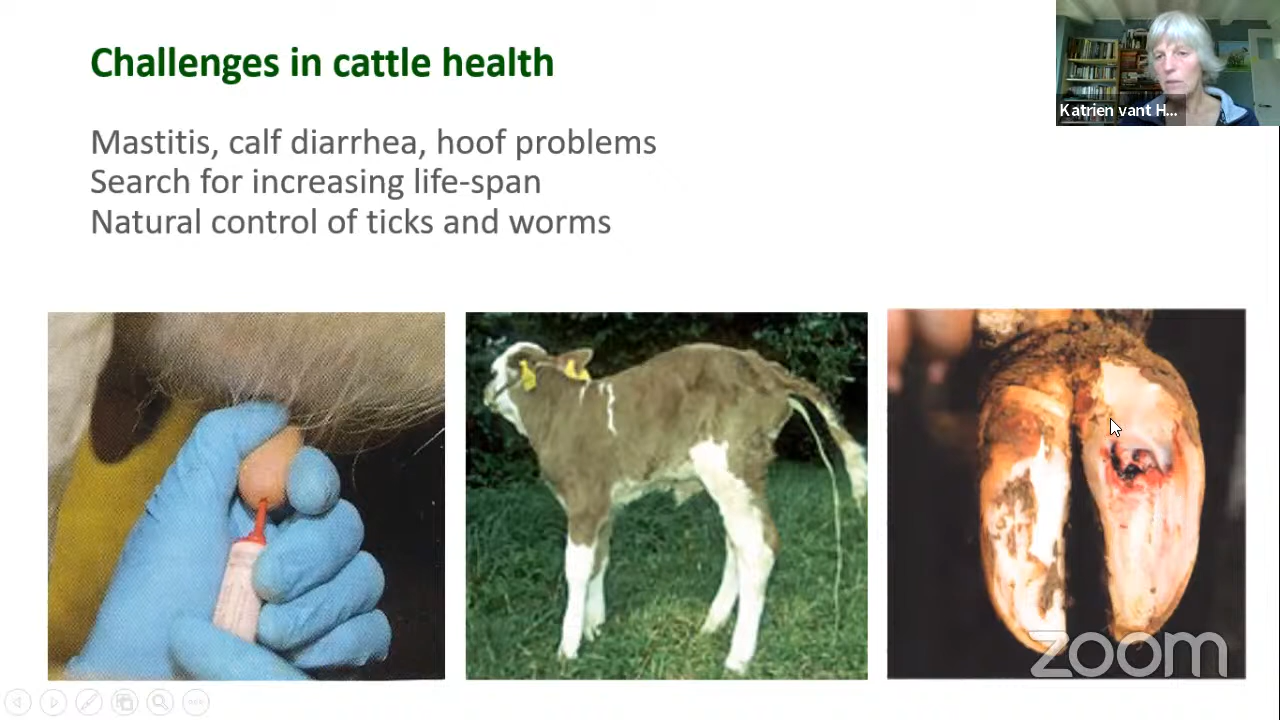 Challenges in cattle health
Katrien vant H...
Mastitis, calf diarrhea, hoof problems
Search for increasing life-span
Natural control of ticks and worms
zoom